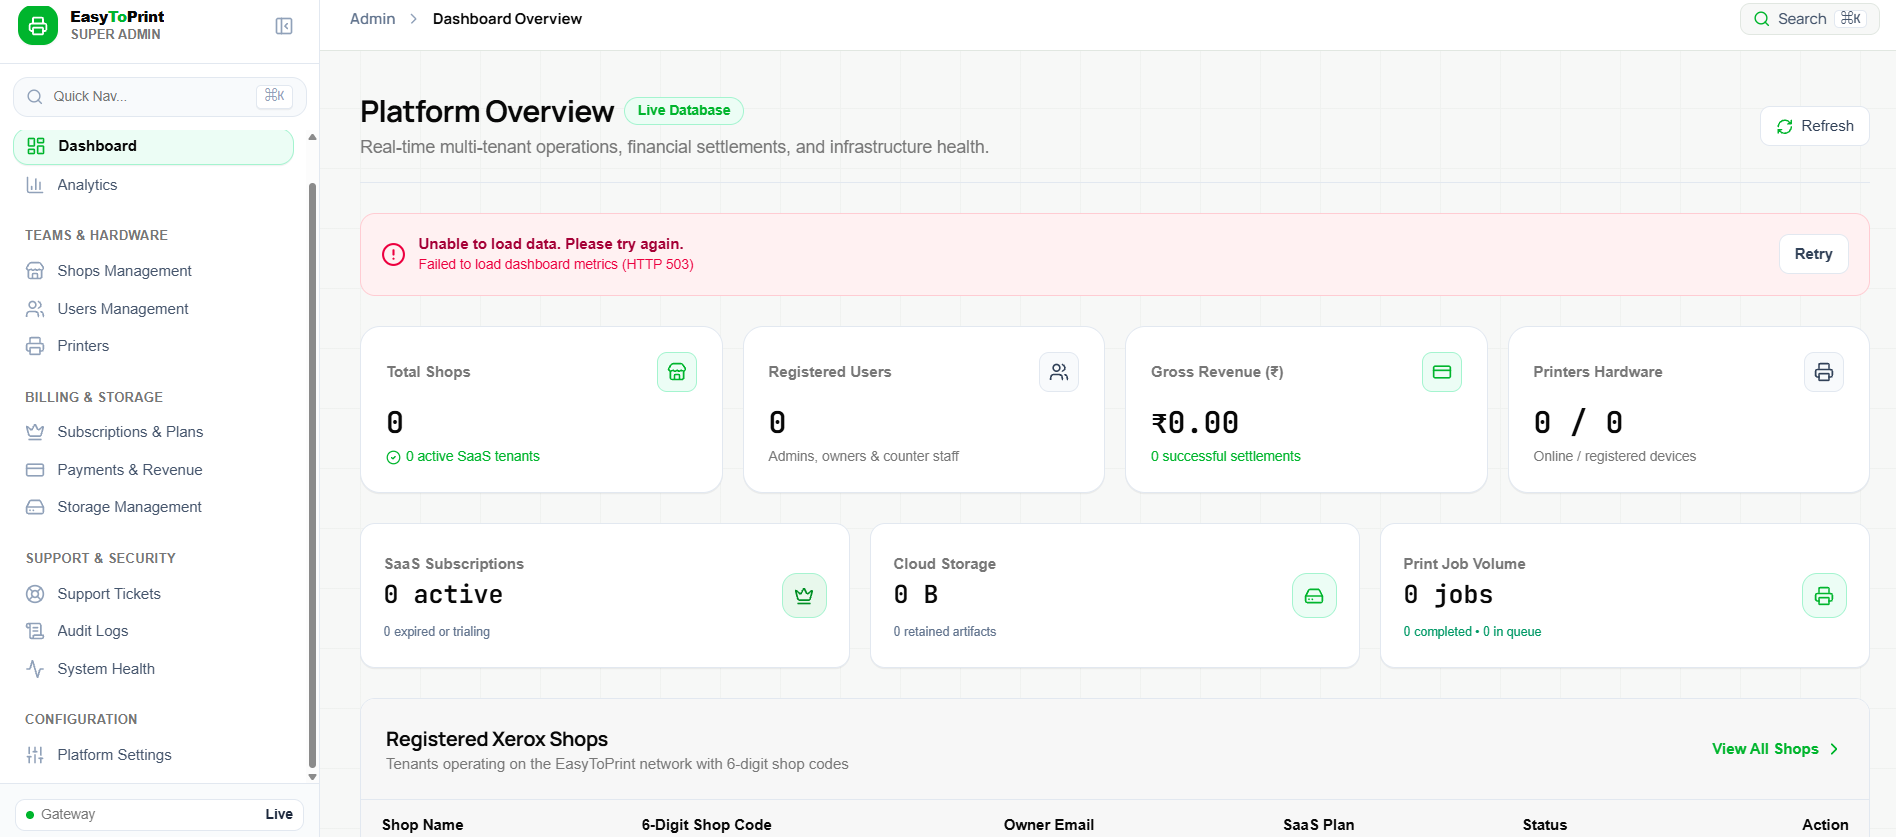 EasyToPrint
SUPER ADMIN
Quick Nav...
⌘K
Dashboard
Analytics
TEAMS & HARDWARE
Shops Management
Users Management
Printers
BILLING & STORAGE
Subscriptions & Plans
Payments & Revenue
Storage Management
SUPPORT & SECURITY
Support Tickets
Audit Logs
System Health
CONFIGURATION
Platform Settings
Gateway
Live
Admin
Dashboard Overview
Search ⌘K
Platform Overview
Live Database
Real-time multi-tenant operations, financial settlements, and infrastructure health.
Refresh
Unable to load data. Please try again.
Failed to load dashboard metrics (HTTP 503)
Retry
Total Shops
0
0 active SaaS tenants
Registered Users
0
Admins, owners & counter staff
Gross Revenue (₹)
₹0.00
0 successful settlements
Printers Hardware
0 / 0
Online / registered devices
SaaS Subscriptions
0 active
0 expired or trialing
Cloud Storage
0 B
0 retained artifacts
Print Job Volume
0 jobs
0 completed • 0 in queue
Registered Xerox Shops
Tenants operating on the EasyToPrint network with 6-digit shop codes
View All Shops
Shop Name
6-Digit Shop Code
Owner Email
SaaS Plan
Status
Action